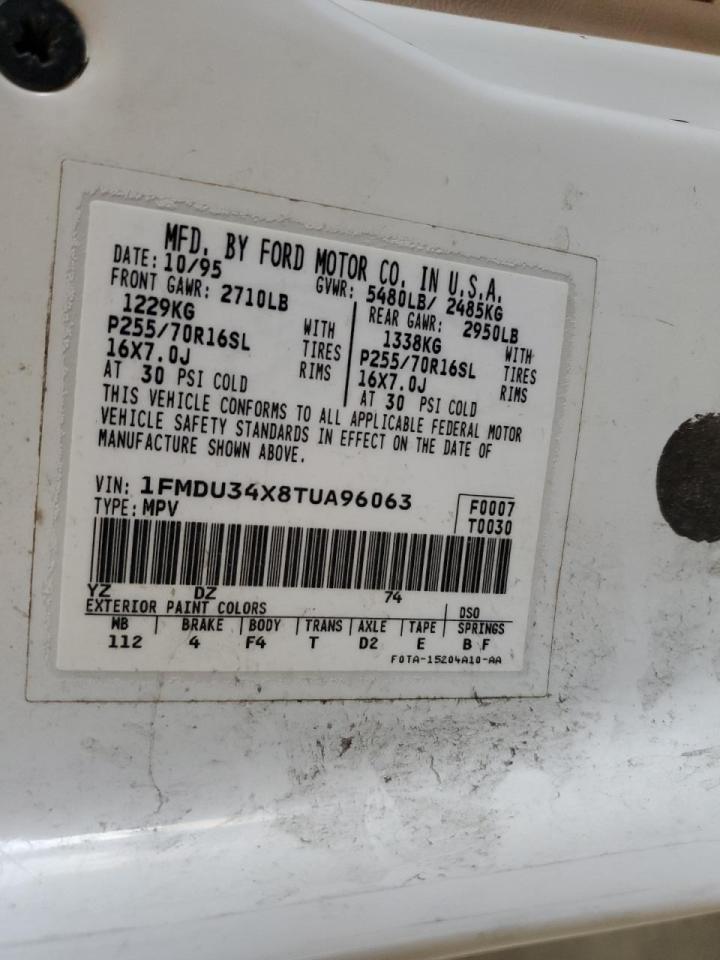 MFD. BY FORD MOTOR CO. IN U.S.A.
DATE: 10/95 GVWR: 5480LB/ 2485KG
FRONT GAWR: 2710LB REAR GAWR: 2950LB
1229KG WITH 1338KG WITH
P255/70R16SL TIRES P255/70R16SL TIRES
16X7.0J RIMS 16X7.0J RIMS
AT 30 PSI COLD AT 30 PSI COLD
THIS VEHICLE CONFORMS TO ALL APPLICABLE FEDERAL MOTOR
VEHICLE SAFETY STANDARDS IN EFFECT ON THE DATE OF
MANUFACTURE SHOWN ABOVE.
VIN: 1FMDU34X8TUA96063 F0007
TYPE: MPV T0030
YZ DZ 74
EXTERIOR PAINT COLORS DSO
WB BRAKE BODY TRANS AXLE TAPE SPRINGS
112 4 F4 T D2 E B F
F0TA-15204A10-AA